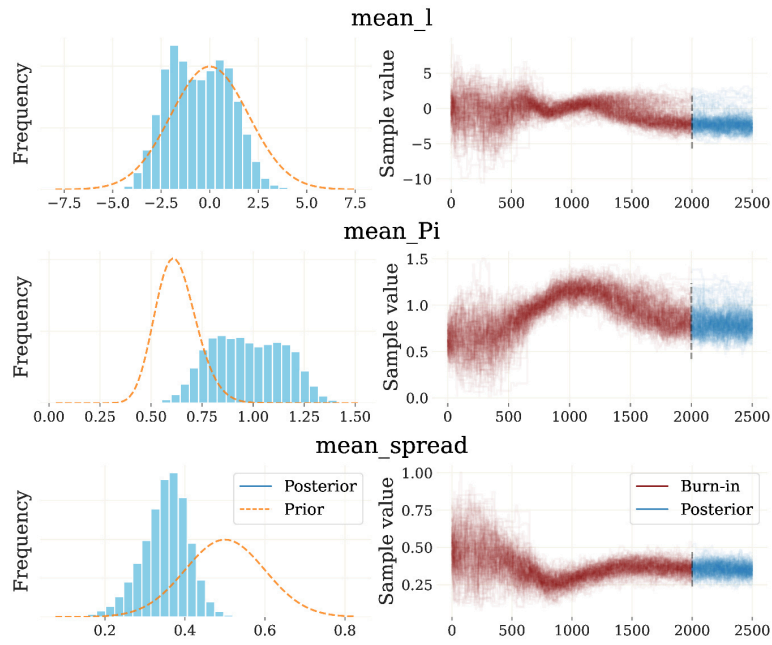 mean_l
Frequency
−7.5 −5.0 −2.5 0.0 2.5 5.0 7.5
Sample value
5
0
−5
−10
0 500 1000 1500 2000 2500
mean_Pi
Frequency
0.00 0.25 0.50 0.75 1.00 1.25 1.50
Sample value
1.5
1.0
0.5
0.0
0 500 1000 1500 2000 2500
mean_spread
Frequency
Posterior
Prior
0.2 0.4 0.6 0.8
Sample value
1.00
0.75
0.50
0.25
Burn-in
Posterior
0 500 1000 1500 2000 2500